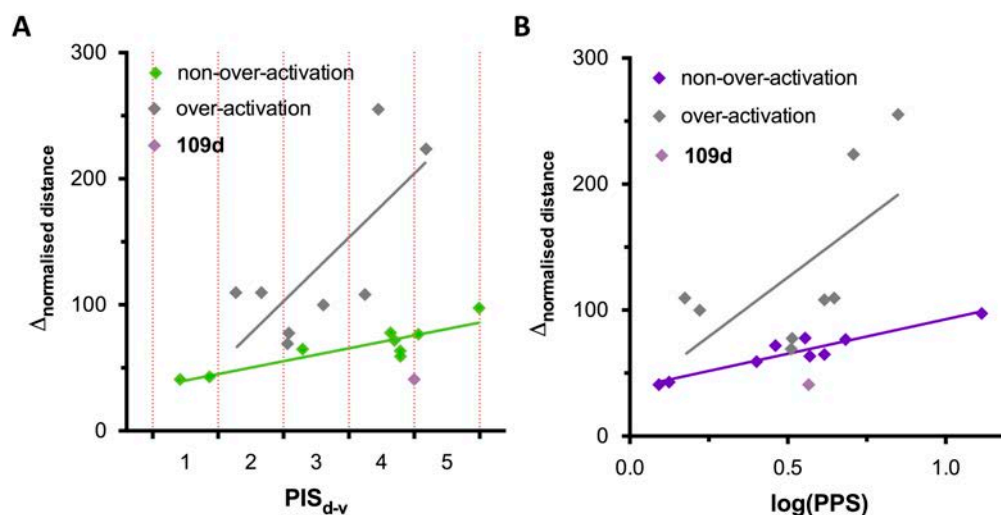 A
300
200
100
0
Δnormalised distance
non-over-activation
over-activation
109d
1 2 3 4 5
PISd-v
B
300
200
100
0
Δnormalised distance
non-over-activation
over-activation
109d
0.0 0.5 1.0
log(PPS)